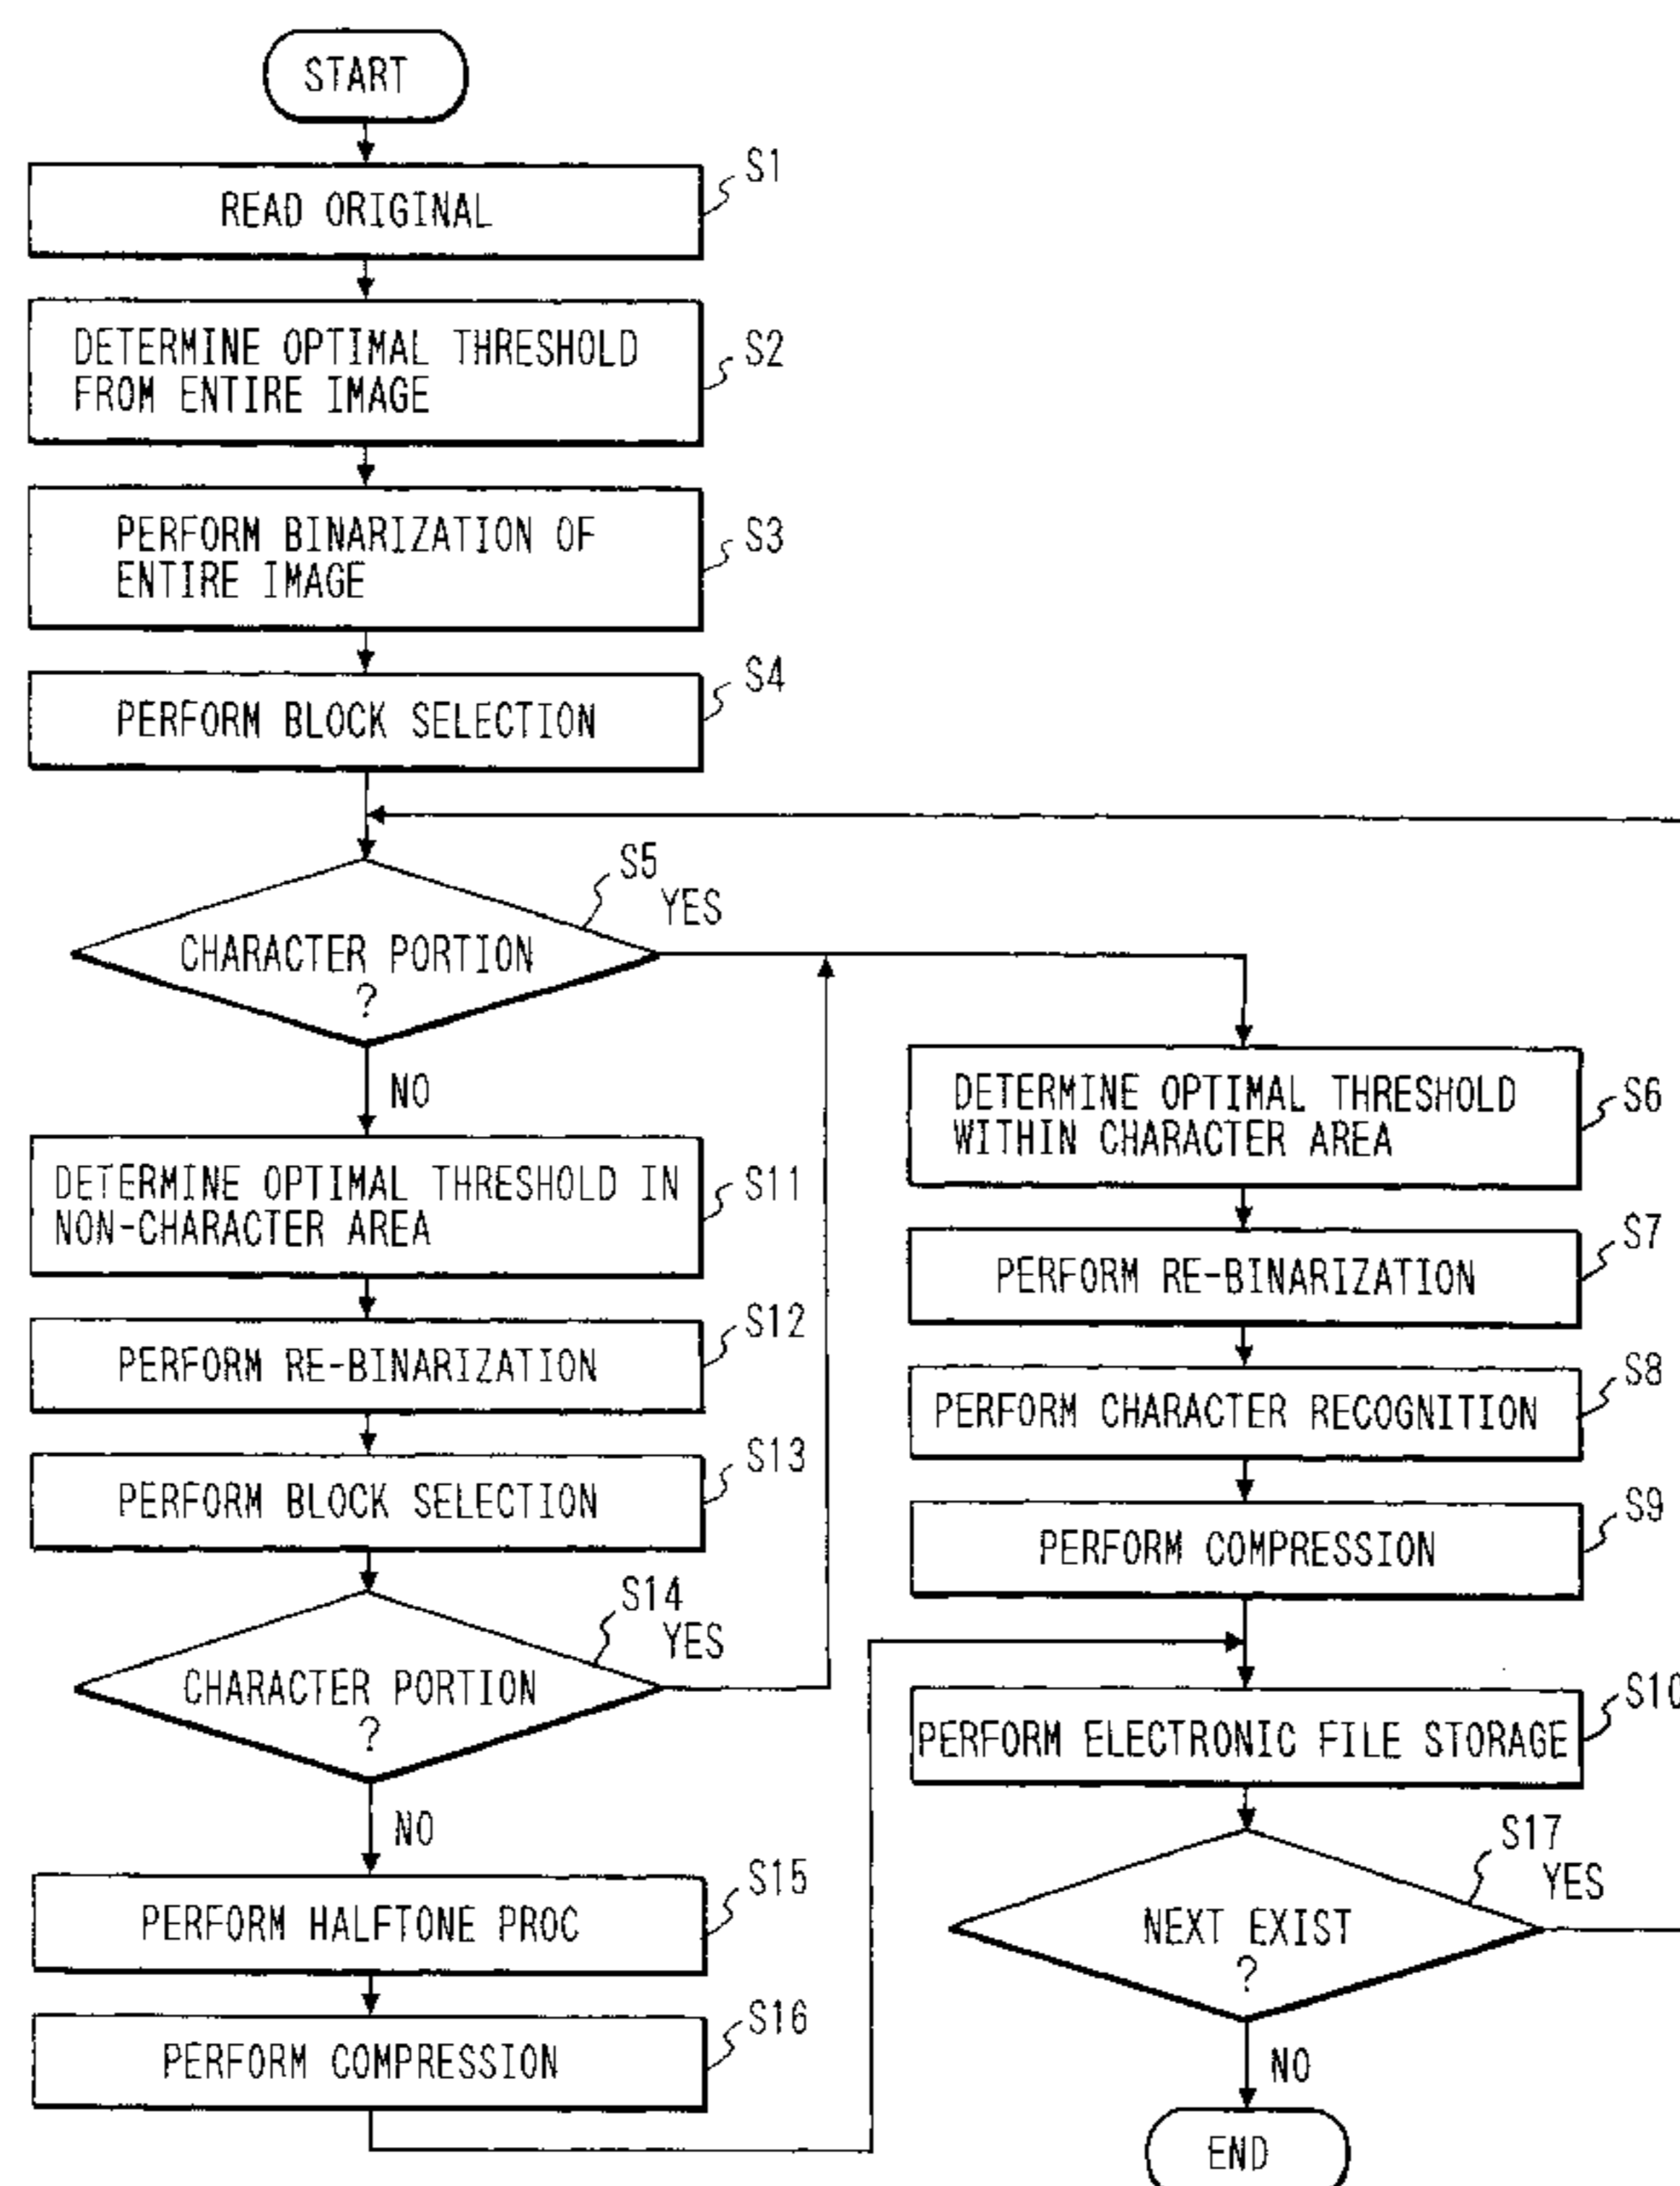 START
S1
READ ORIGINAL
S2
DETERMINE OPTIMAL THRESHOLD
FROM ENTIRE IMAGE
S3
PERFORM BINARIZATION OF
ENTIRE IMAGE
S4
PERFORM BLOCK SELECTION
S5
YES
CHARACTER PORTION
?
NO
S11
DETERMINE OPTIMAL THRESHOLD IN
NON-CHARACTER AREA
S12
PERFORM RE-BINARIZATION
S13
PERFORM BLOCK SELECTION
S14
YES
CHARACTER PORTION
?
NO
S15
PERFORM HALFTONE PROC
S16
PERFORM COMPRESSION
S6
DETERMINE OPTIMAL THRESHOLD
WITHIN CHARACTER AREA
S7
PERFORM RE-BINARIZATION
S8
PERFORM CHARACTER RECOGNITION
S9
PERFORM COMPRESSION
S10
PERFORM ELECTRONIC FILE STORAGE
S17
YES
NEXT EXIST
?
NO
END